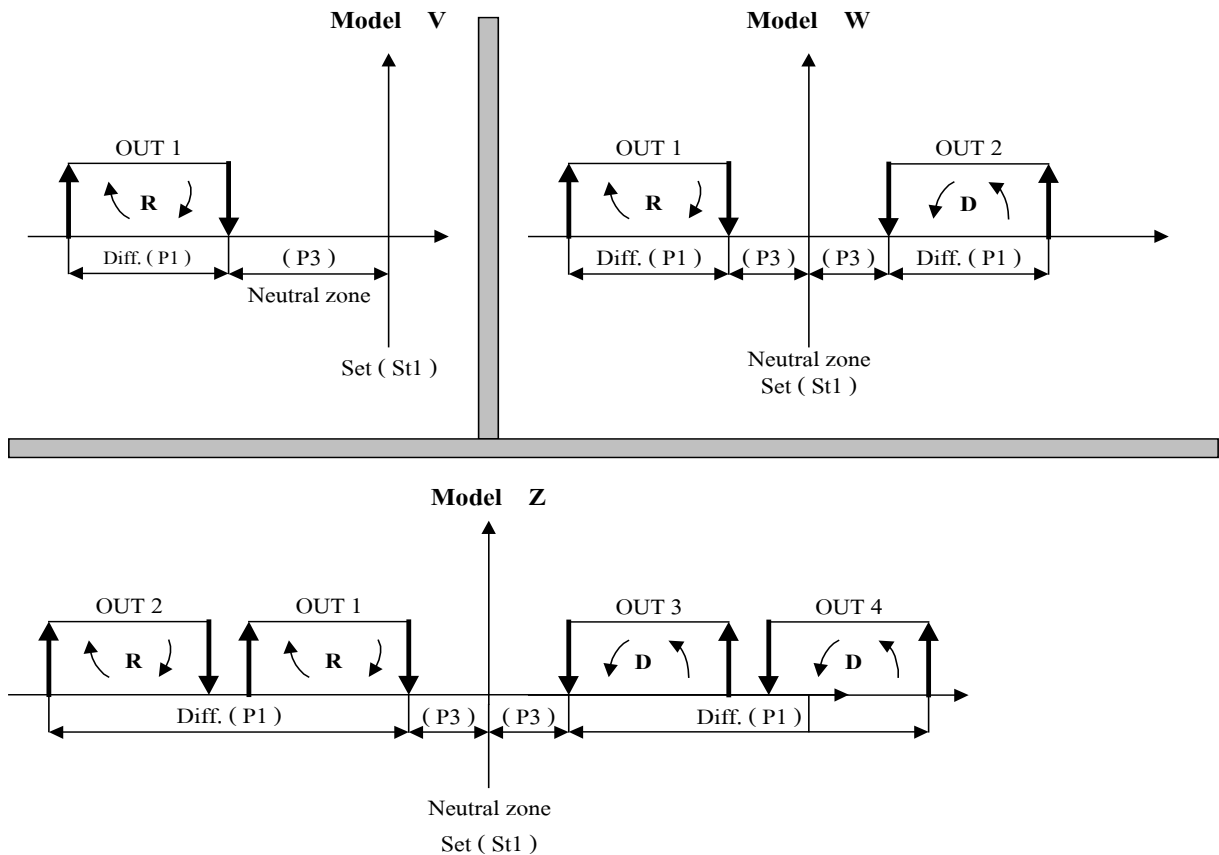 Model V
OUT 1
R
Diff. ( P1 )
( P3 )
Neutral zone
Set ( St1 )
Model W
OUT 1
OUT 2
R
D
Diff. ( P1 )
( P3 )
( P3 )
Diff. ( P1 )
Neutral zone
Set ( St1 )
Model Z
OUT 2
OUT 1
OUT 3
OUT 4
R
R
D
D
Diff. ( P1 )
( P3 )
( P3 )
Diff. ( P1 )
Neutral zone
Set ( St1 )